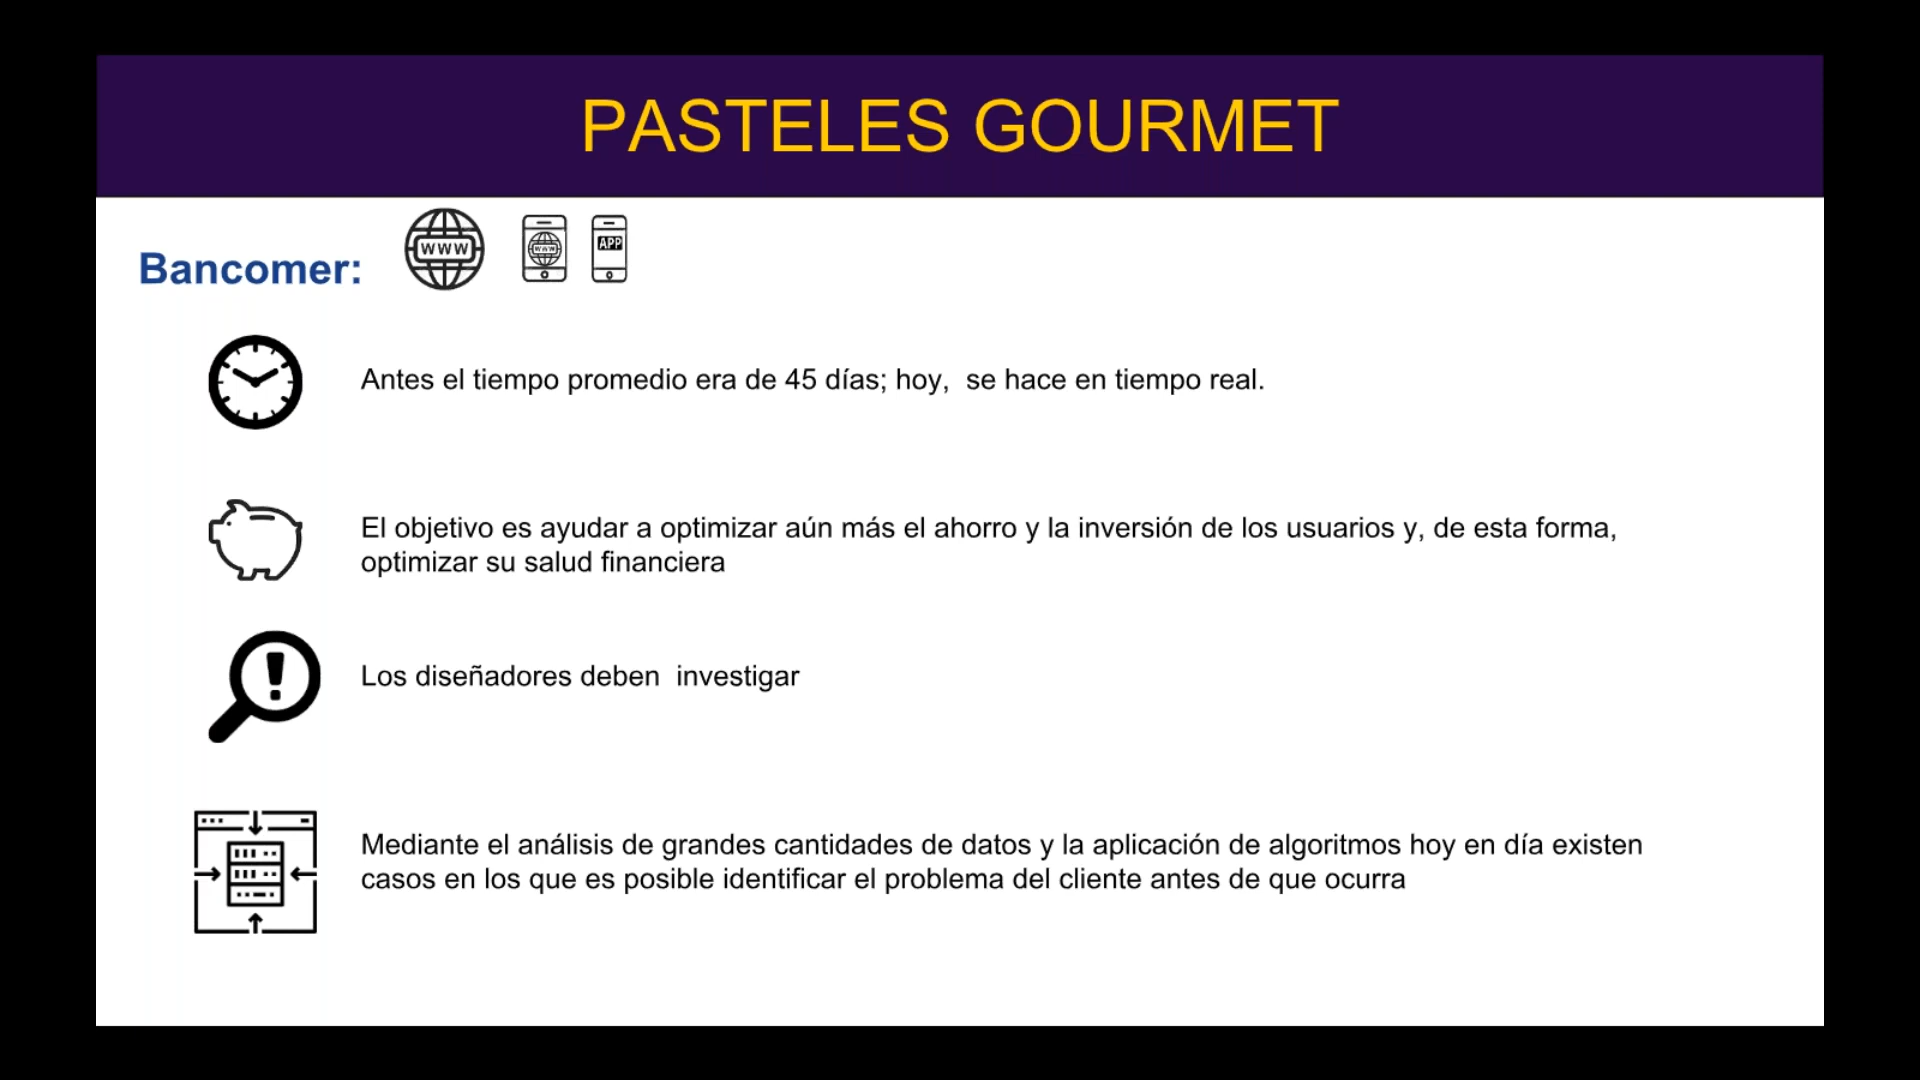 PASTELES GOURMET
Bancomer:
WWW
WWW
APP
Antes el tiempo promedio era de 45 días; hoy,  se hace en tiempo real.
El objetivo es ayudar a optimizar aún más el ahorro y la inversión de los usuarios y, de esta forma,
optimizar su salud financiera
Los diseñadores deben  investigar
Mediante el análisis de grandes cantidades de datos y la aplicación de algoritmos hoy en día existen
casos en los que es posible identificar el problema del cliente antes de que ocurra